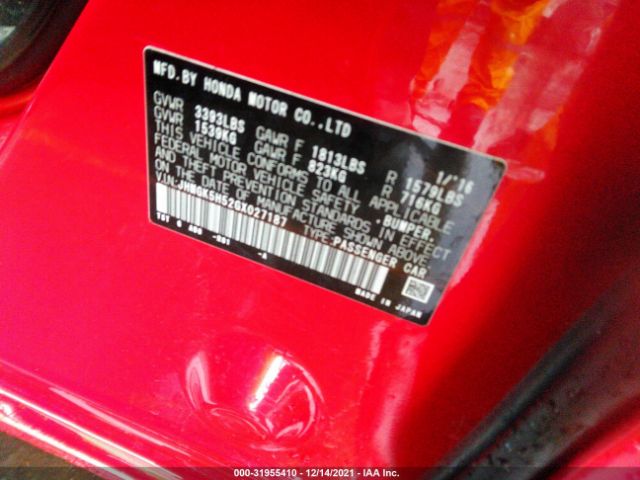 MFD.BY HONDA MOTOR CO.,LTD 1/'16
GVWR 3393LBS GAWR F 1813LBS R 1579LBS
GVWR 1539KG GAWR F 823KG R 716KG
THIS VEHICLE CONFORMS TO ALL APPLICABLE
FEDERAL MOTOR VEHICLE SAFETY, BUMPER,
& THEFT PREVENTION STANDARDS IN EFFECT
ON THE DATE OF MANUFACTURE SHOWN ABOVE.
VIN:JHMGK5H52GX027187 TYPE:PASSENGER CAR
MADE IN JAPAN
000-31955410 - 12/14/2021 - IAA Inc.